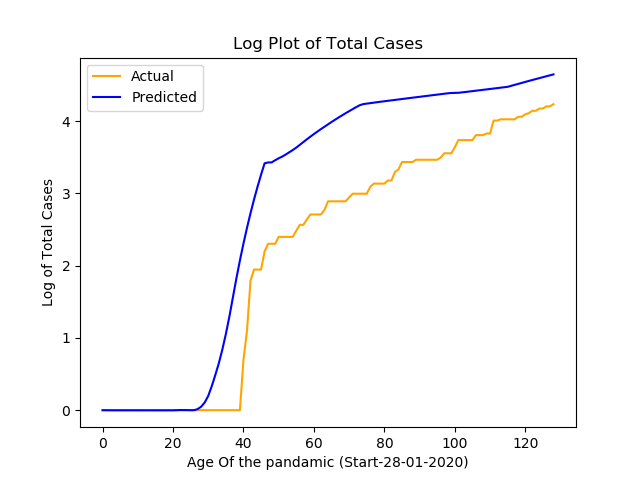 Log Plot of Total Cases
Actual
Predicted
Log of Total Cases
4
3
2
1
0
0 20 40 60 80 100 120
Age Of the pandamic (Start-28-01-2020)